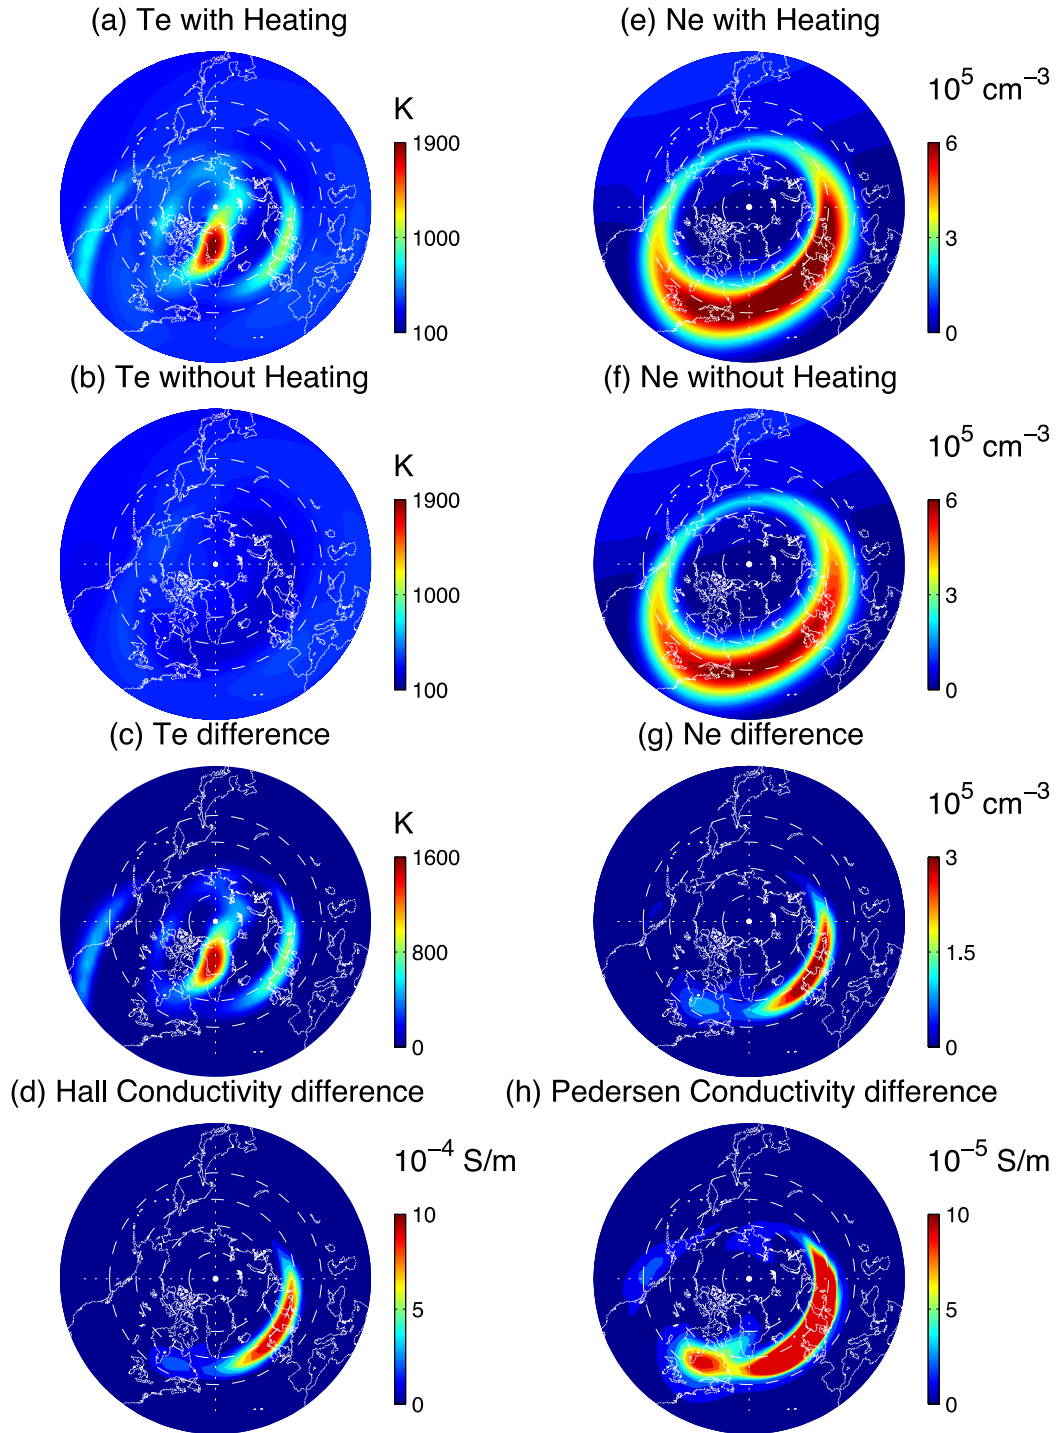 (a) Te with Heating
K
1900
1000
100
(e) Ne with Heating
10⁵ cm⁻³
6
3
0
(b) Te without Heating
K
1900
1000
100
(f) Ne without Heating
10⁵ cm⁻³
6
3
0
(c) Te difference
K
1600
800
0
(g) Ne difference
10⁵ cm⁻³
3
1.5
0
(d) Hall Conductivity difference
10⁻⁴ S/m
10
5
0
(h) Pedersen Conductivity difference
10⁻⁵ S/m
10
5
0